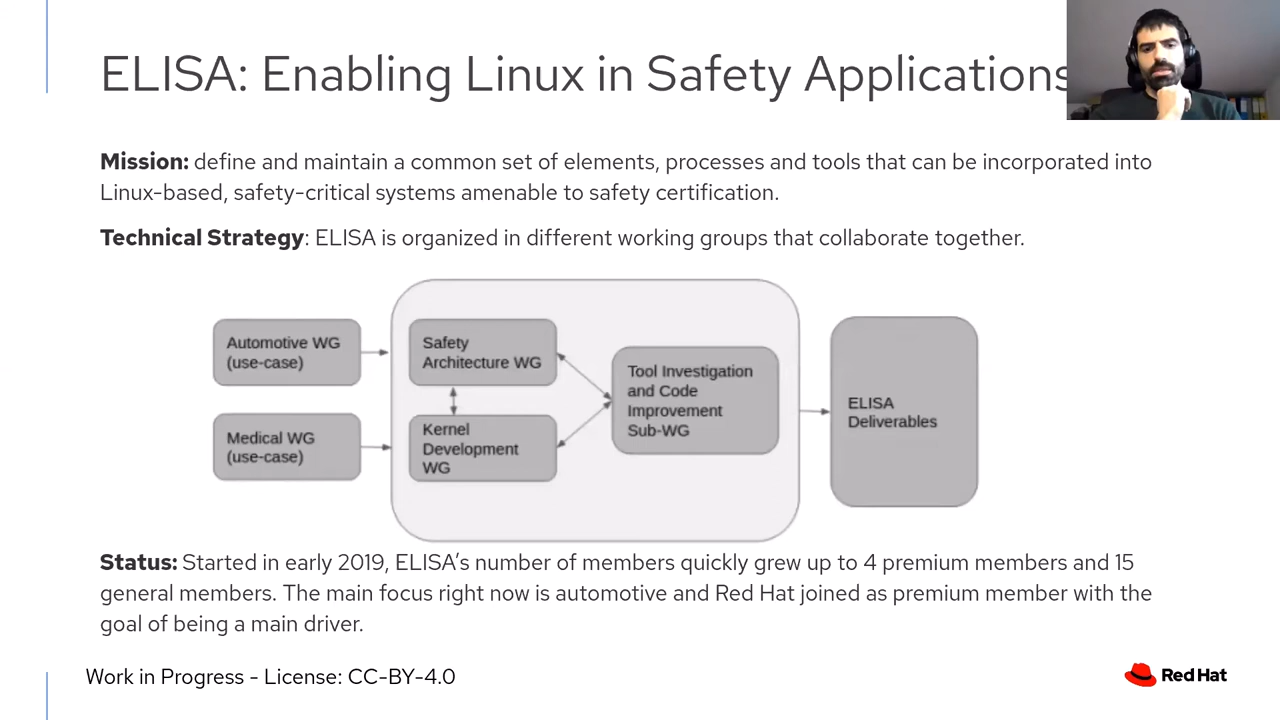 ELISA: Enabling Linux in Safety Applications
Mission: define and maintain a common set of elements, processes and tools that can be incorporated into
Linux-based, safety-critical systems amenable to safety certification.
Technical Strategy: ELISA is organized in different working groups that collaborate together.
Automotive WG
(use-case)
Medical WG
(use-case)
Safety
Architecture WG
Kernel
Development
WG
Tool Investigation
and Code
Improvement
Sub-WG
ELISA
Deliverables
Status: Started in early 2019, ELISA’s number of members quickly grew up to 4 premium members and 15
general members. The main focus right now is automotive and Red Hat joined as premium member with the
goal of being a main driver.
Work in Progress - License: CC-BY-4.0
Red Hat